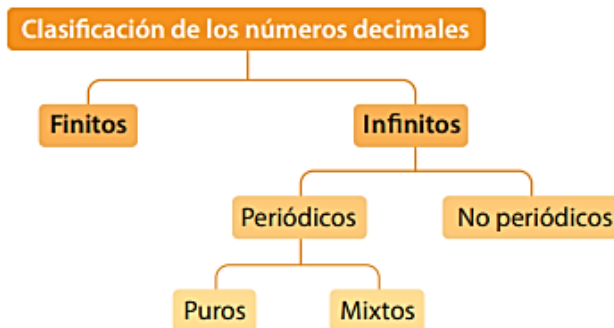 Clasificación de los números decimales
Finitos
Infinitos
Periódicos
No periódicos
Puros
Mixtos